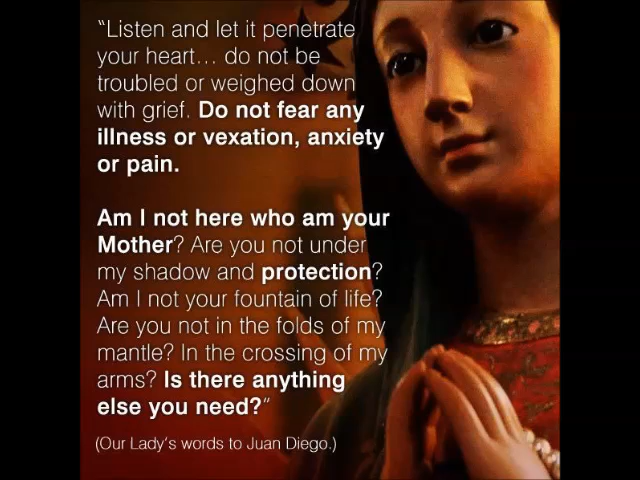 “Listen and let it penetrate
your heart... do not be
troubled or weighed down
with grief. Do not fear any
illness or vexation, anxiety
or pain.
Am I not here who am your
Mother? Are you not under
my shadow and protection?
Am I not your fountain of life?
Are you not in the folds of my
mantle? In the crossing of my
arms? Is there anything
else you need?”
(Our Lady’s words to Juan Diego.)